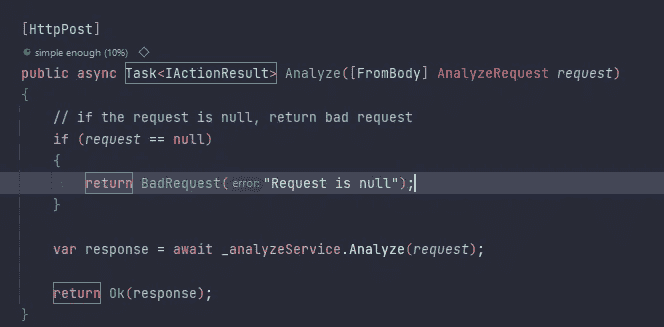 [HttpPost]
simple enough (10%)
public async Task<IActionResult> Analyze([FromBody] AnalyzeRequest request)
{
    // if the request is null, return bad request
    if (request == null)
    {
        return BadRequest( error: "Request is null");
    }
    var response = await _analyzeService.Analyze(request);
    return Ok(response);
}